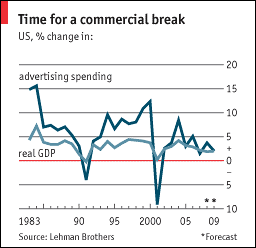 Time for a commercial break
US, % change in:
advertising spending
real GDP
20
15
10
5
+
0
–
5
10
* *
1983 90 95 2000 05 09
Source: Lehman Brothers *Forecast